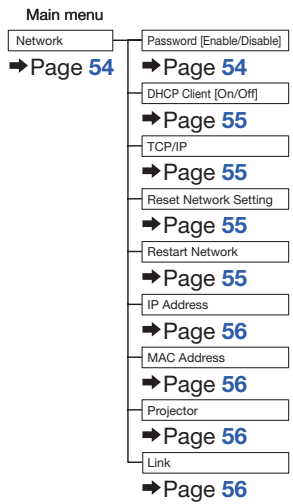 Main menu
Network
➡Page 54
Password [Enable/Disable]
➡Page 54
DHCP Client [On/Off]
➡Page 55
TCP/IP
➡Page 55
Reset Network Setting
➡Page 55
Restart Network
➡Page 55
IP Address
➡Page 56
MAC Address
➡Page 56
Projector
➡Page 56
Link
➡Page 56